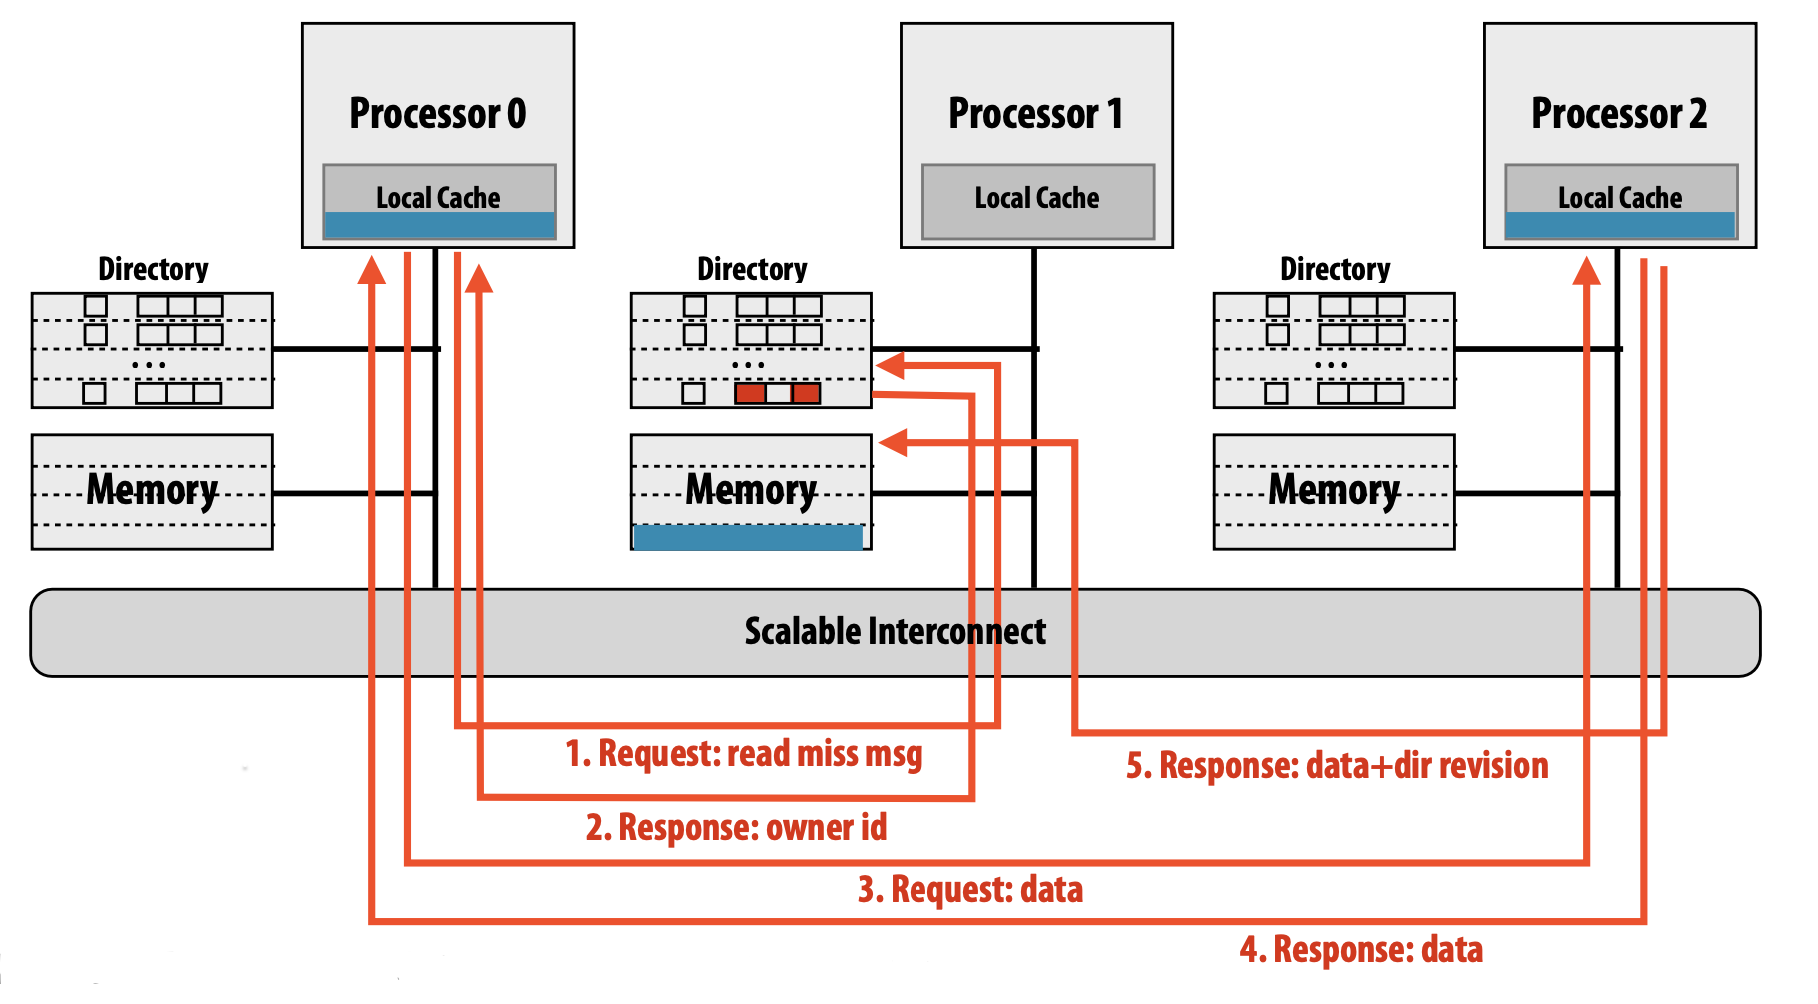 Processor 0
Local Cache
Processor 1
Local Cache
Processor 2
Local Cache
Directory
Directory
Directory
...
...
...
Memory
Memory
Memory
Scalable Interconnect
1. Request: read miss msg
5. Response: data+dir revision
2. Response: owner id
3. Request: data
4. Response: data